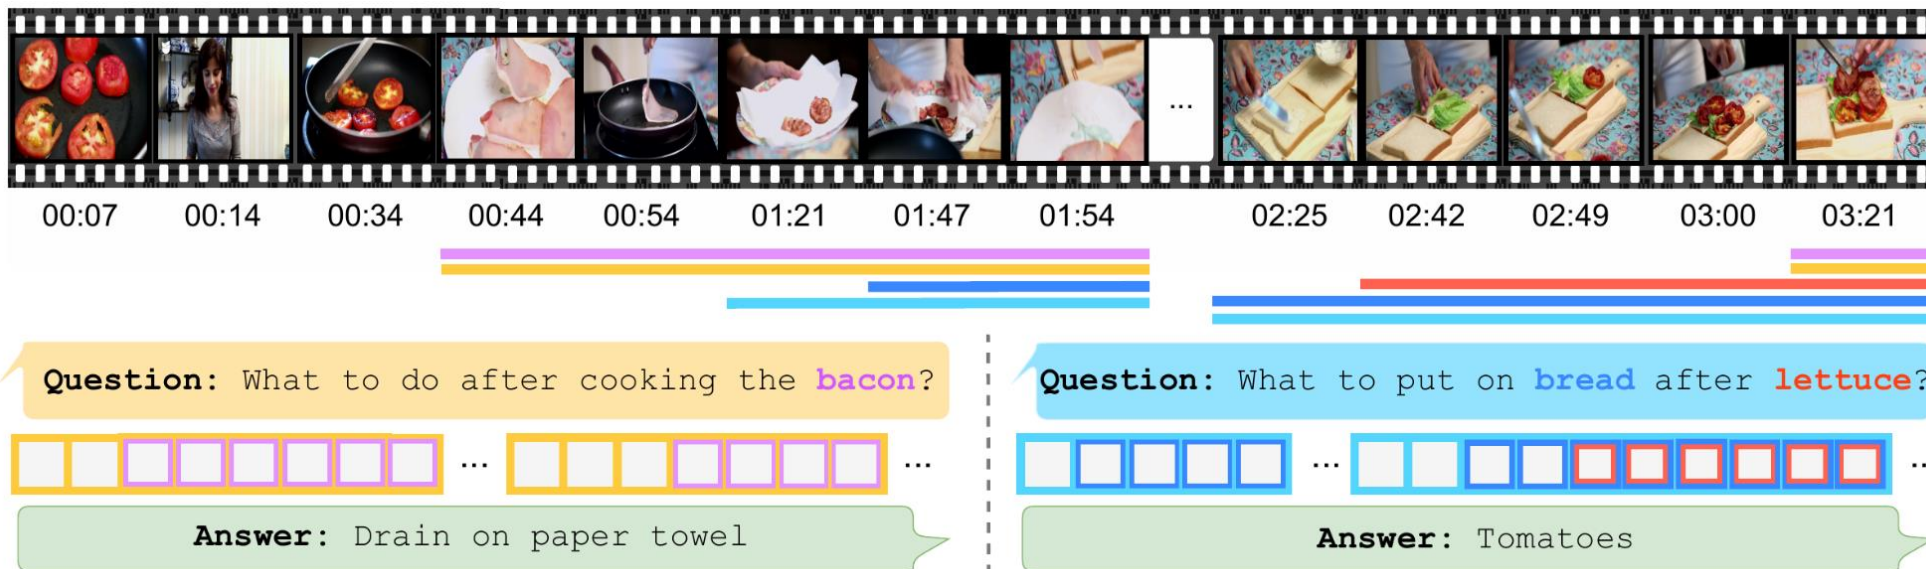 ...
00:07 00:14 00:34 00:44 00:54 01:21 01:47 01:54 02:25 02:42 02:49 03:00 03:21
Question: What to do after cooking the bacon?
... ...
Answer: Drain on paper towel
Question: What to put on bread after lettuce?
... ...
Answer: Tomatoes